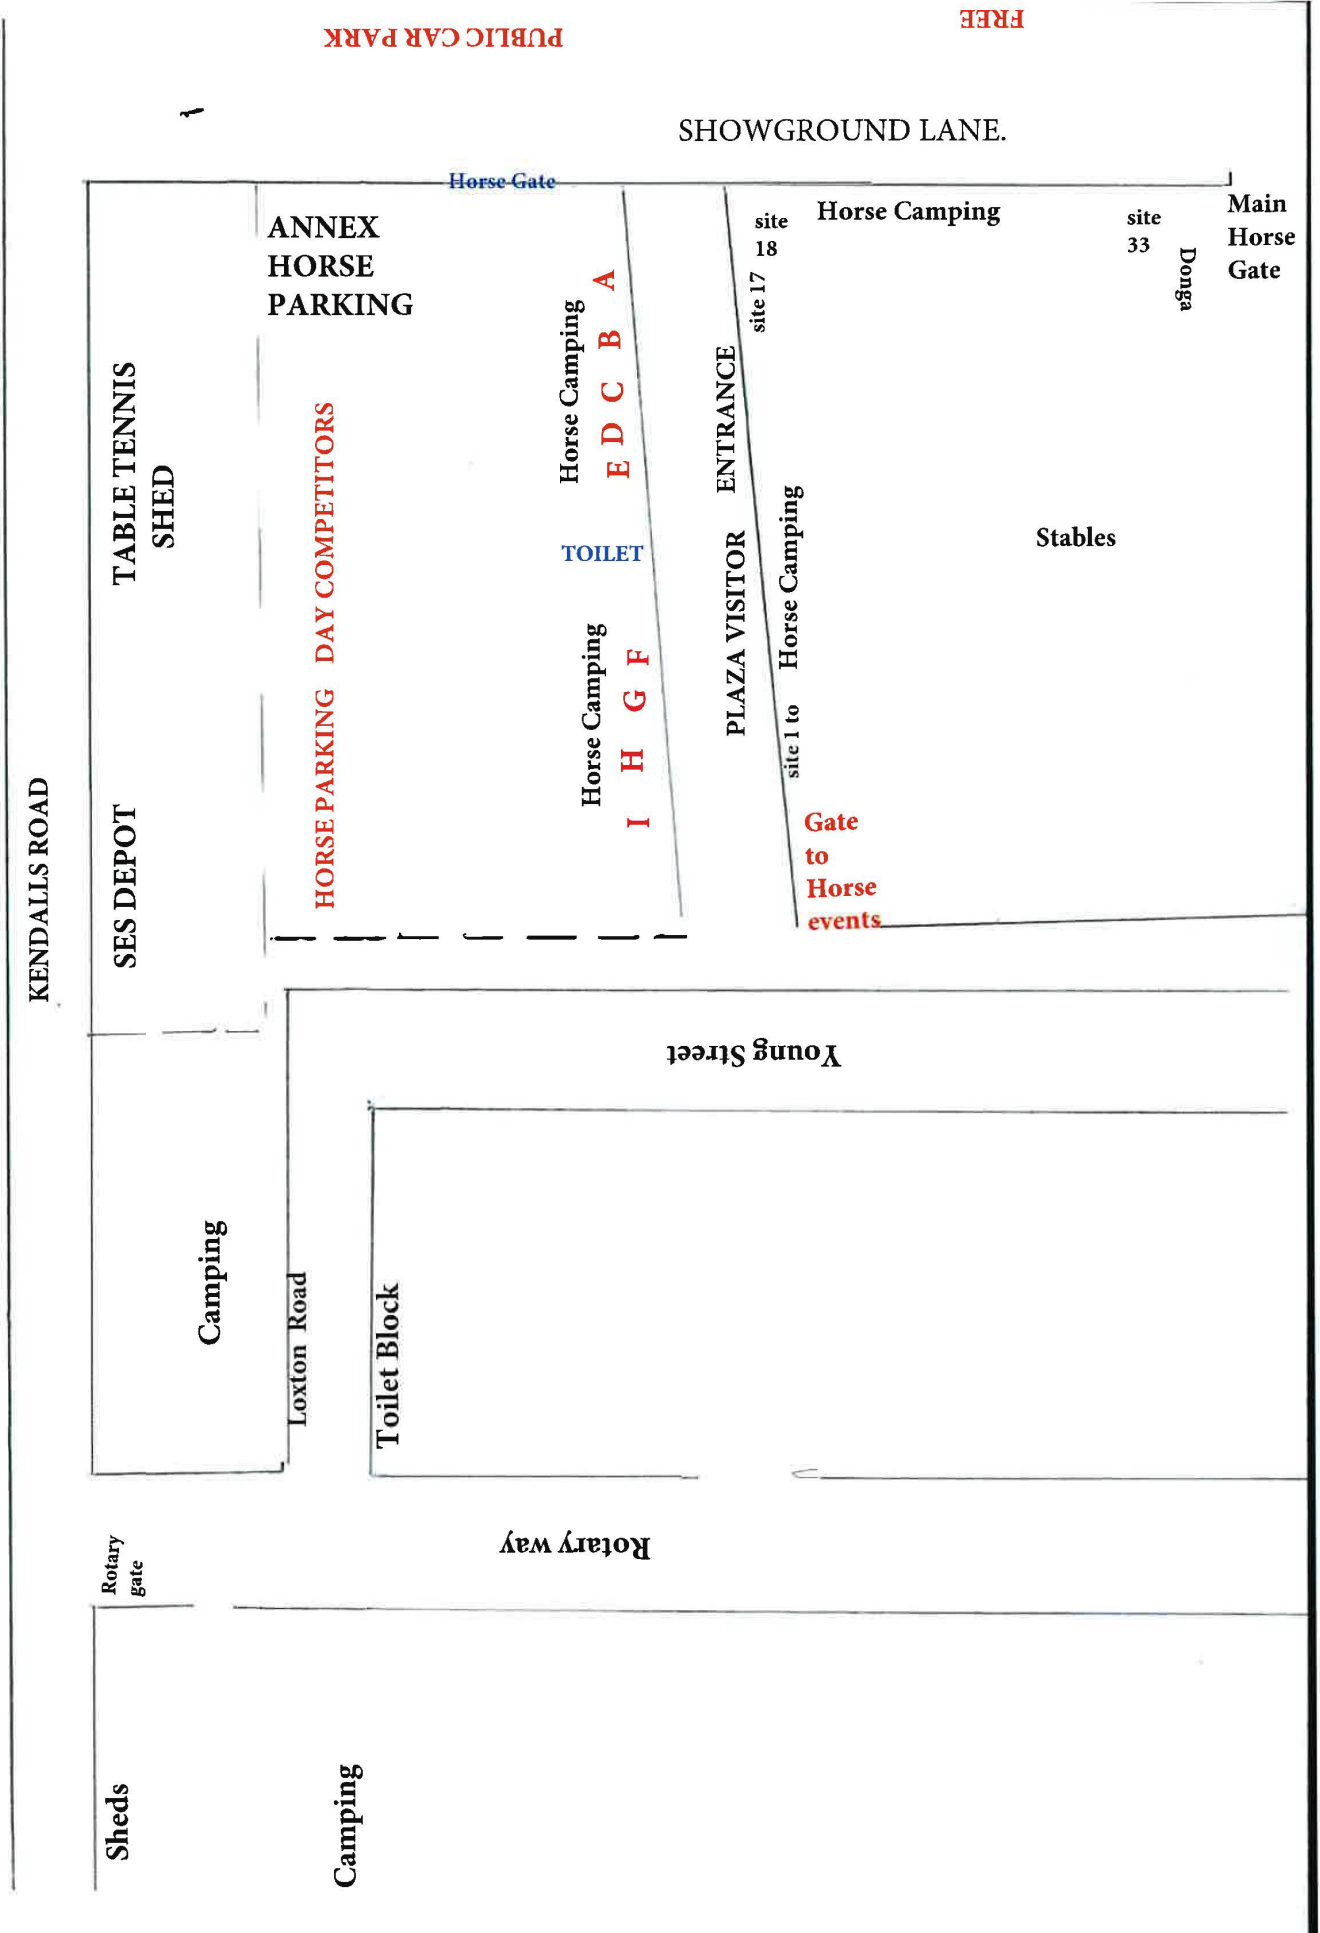 PUBLIC CAR PARK
FREE
SHOWGROUND LANE.
Horse Gate
ANNEX
HORSE
PARKING
site
18
Horse Camping
site
33
Main
Horse
Gate
Donga
site 17
Horse Camping
A
B
C
D
E
TOILET
Horse Camping
F
G
H
I
PLAZA VISITOR ENTRANCE
site 1 to Horse Camping
Stables
Gate
to
Horse
events
TABLE TENNIS
SHED
HORSE PARKING DAY COMPETITORS
SES DEPOT
KENDALLS ROAD
Young Street
Camping
Loxton Road
Toilet Block
Rotary way
Rotary
gate
Sheds
Camping